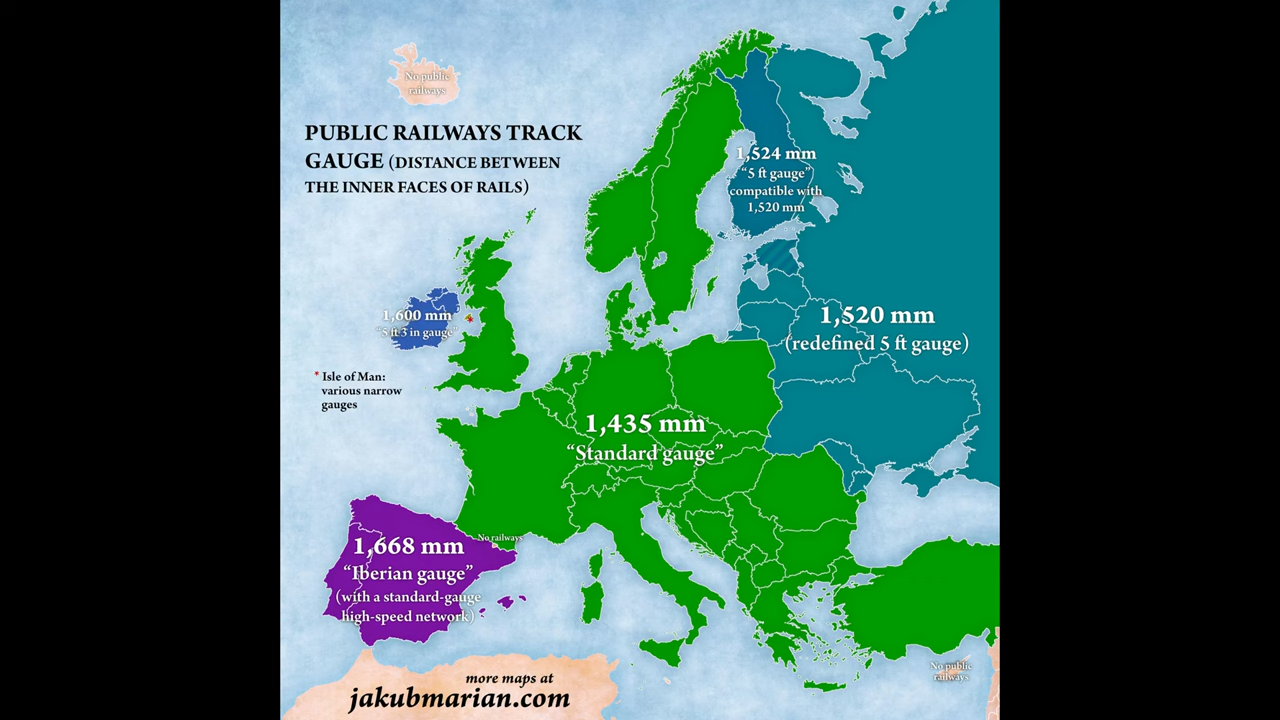 No public
railways
PUBLIC RAILWAYS TRACK
GAUGE (DISTANCE BETWEEN
THE INNER FACES OF RAILS)
1,524 mm
“5 ft gauge”
compatible with
1,520 mm
1,600 mm
“5 ft 3 in gauge”
*
1,520 mm
(redefined 5 ft gauge)
* Isle of Man:
various narrow
gauges
1,435 mm
“Standard gauge”
No railways
1,668 mm
“Iberian gauge”
(with a standard-gauge
high-speed network)
No public
railways
more maps at
jakubmarian.com